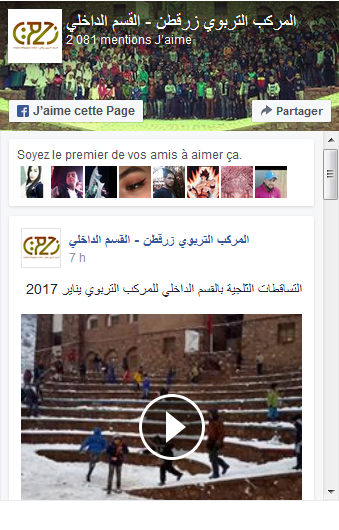 المركب التربوي زرقطن - القسم الداخلي
2 081 mentions J'aime
J'aime cette Page
Partager
Soyez le premier de vos amis à aimer ça.
المركب التربوي زرقطن - القسم الداخلي
7 h
التساقطات الثلجية بالقسم الداخلي للمركب التربوي يناير 2017